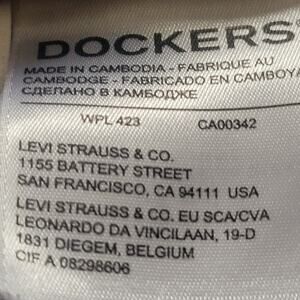 DOCKERS
MADE IN CAMBODIA - FABRIQUE AU
CAMBODGE - FABRICADO EN CAMBOYA
СДЕЛАНО В КАМБОДЖЕ
WPL 423 CA00342
LEVI STRAUSS & CO.
1155 BATTERY STREET
SAN FRANCISCO, CA 94111 USA
LEVI STRAUSS & CO. EU SCA/CVA
LEONARDO DA VINCILAAN, 19-D
1831 DIEGEM, BELGIUM
CIF A 08298606